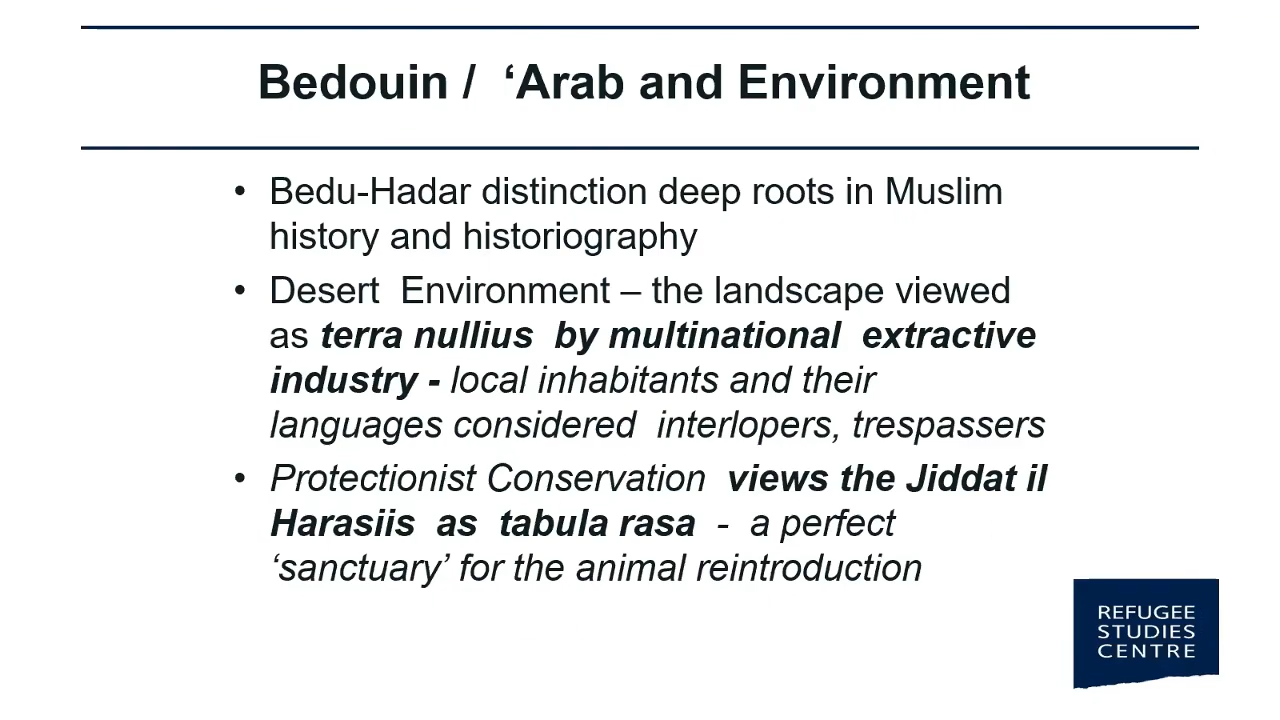 Bedouin /  ‘Arab and Environment
• Bedu-Hadar distinction deep roots in Muslim
history and historiography
• Desert  Environment – the landscape viewed
as terra nullius  by multinational  extractive
industry - local inhabitants and their
languages considered  interlopers, trespassers
• Protectionist Conservation  views the Jiddat il
Harasiis  as  tabula rasa  -  a perfect
‘sanctuary’ for the animal reintroduction
REFUGEE
STUDIES
CENTRE